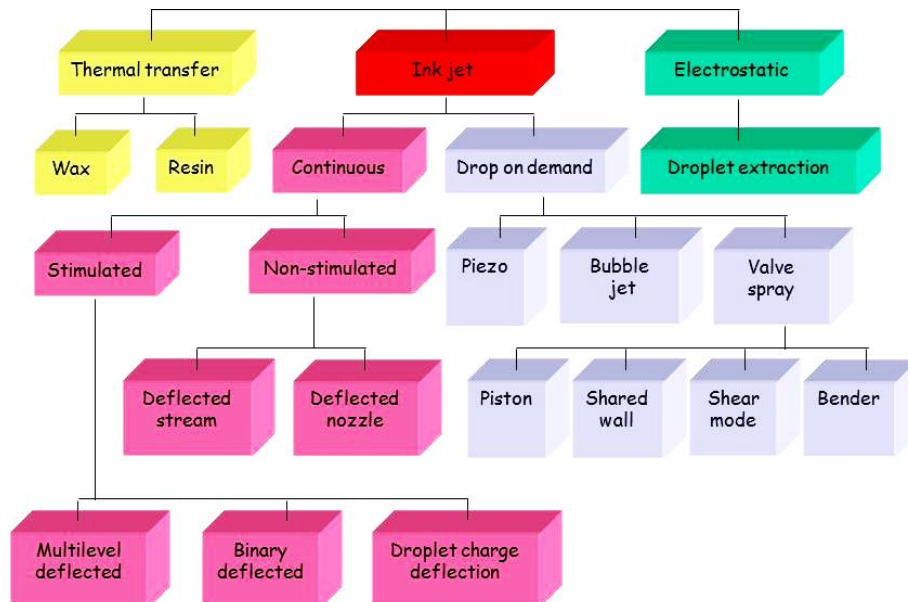 Thermal transfer
Ink jet
Electrostatic
Wax
Resin
Continuous
Drop on demand
Droplet extraction
Stimulated
Non-stimulated
Piezo
Bubble
jet
Valve
spray
Deflected
stream
Deflected
nozzle
Piston
Shared
wall
Shear
mode
Bender
Multilevel
deflected
Binary
deflected
Droplet charge
deflection